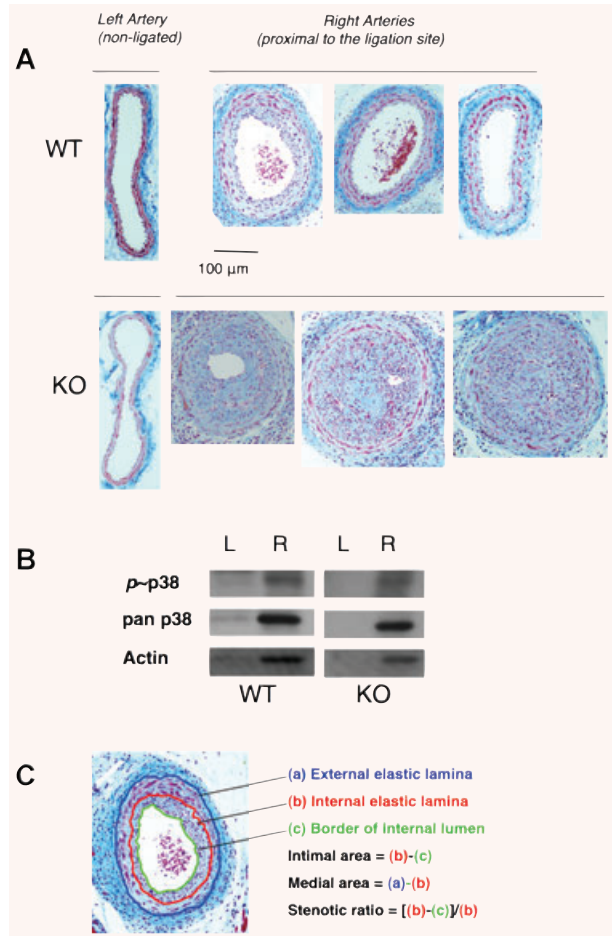 Left Artery
(non-ligated)
Right Arteries
(proximal to the ligation site)
A
WT
100 µm
KO
B
L R L R
p~p38
pan p38
Actin
WT KO
C
(a) External elastic lamina
(b) Internal elastic lamina
(c) Border of internal lumen
Intimal area = (b)-(c)
Medial area = (a)-(b)
Stenotic ratio = [(b)-(c)]/(b)